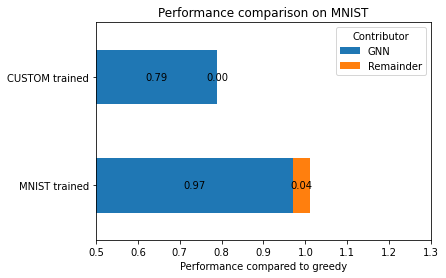 Performance comparison on MNIST
Contributor
GNN
Remainder
CUSTOM trained
0.79
0.00
MNIST trained
0.97
0.04
0.5 0.6 0.7 0.8 0.9 1.0 1.1 1.2 1.3
Performance compared to greedy